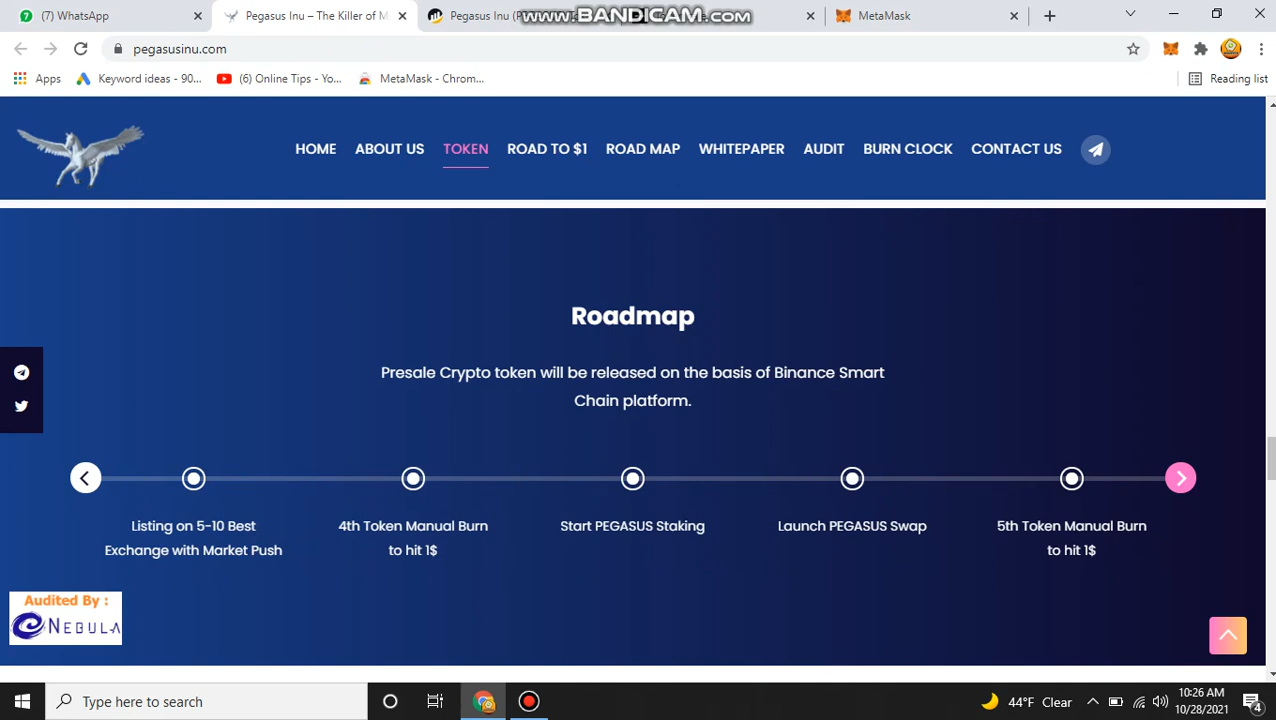 (7) WhatsApp
Pegasus Inu – The Killer of M
Pegasus Inu (P
www.BANDICAM.com
MetaMask
pegasusinu.com
Apps
Keyword ideas - 90...
(6) Online Tips - Yo...
MetaMask - Chrom...
Reading list
HOME
ABOUT US
TOKEN
ROAD TO $1
ROAD MAP
WHITEPAPER
AUDIT
BURN CLOCK
CONTACT US
Roadmap
Presale Crypto token will be released on the basis of Binance Smart
Chain platform.
Listing on 5-10 Best
Exchange with Market Push
4th Token Manual Burn
to hit 1$
Start PEGASUS Staking
Launch PEGASUS Swap
5th Token Manual Burn
to hit 1$
Audited By :
NEBULA
Type here to search
44°F Clear
10:26 AM
10/28/2021
4